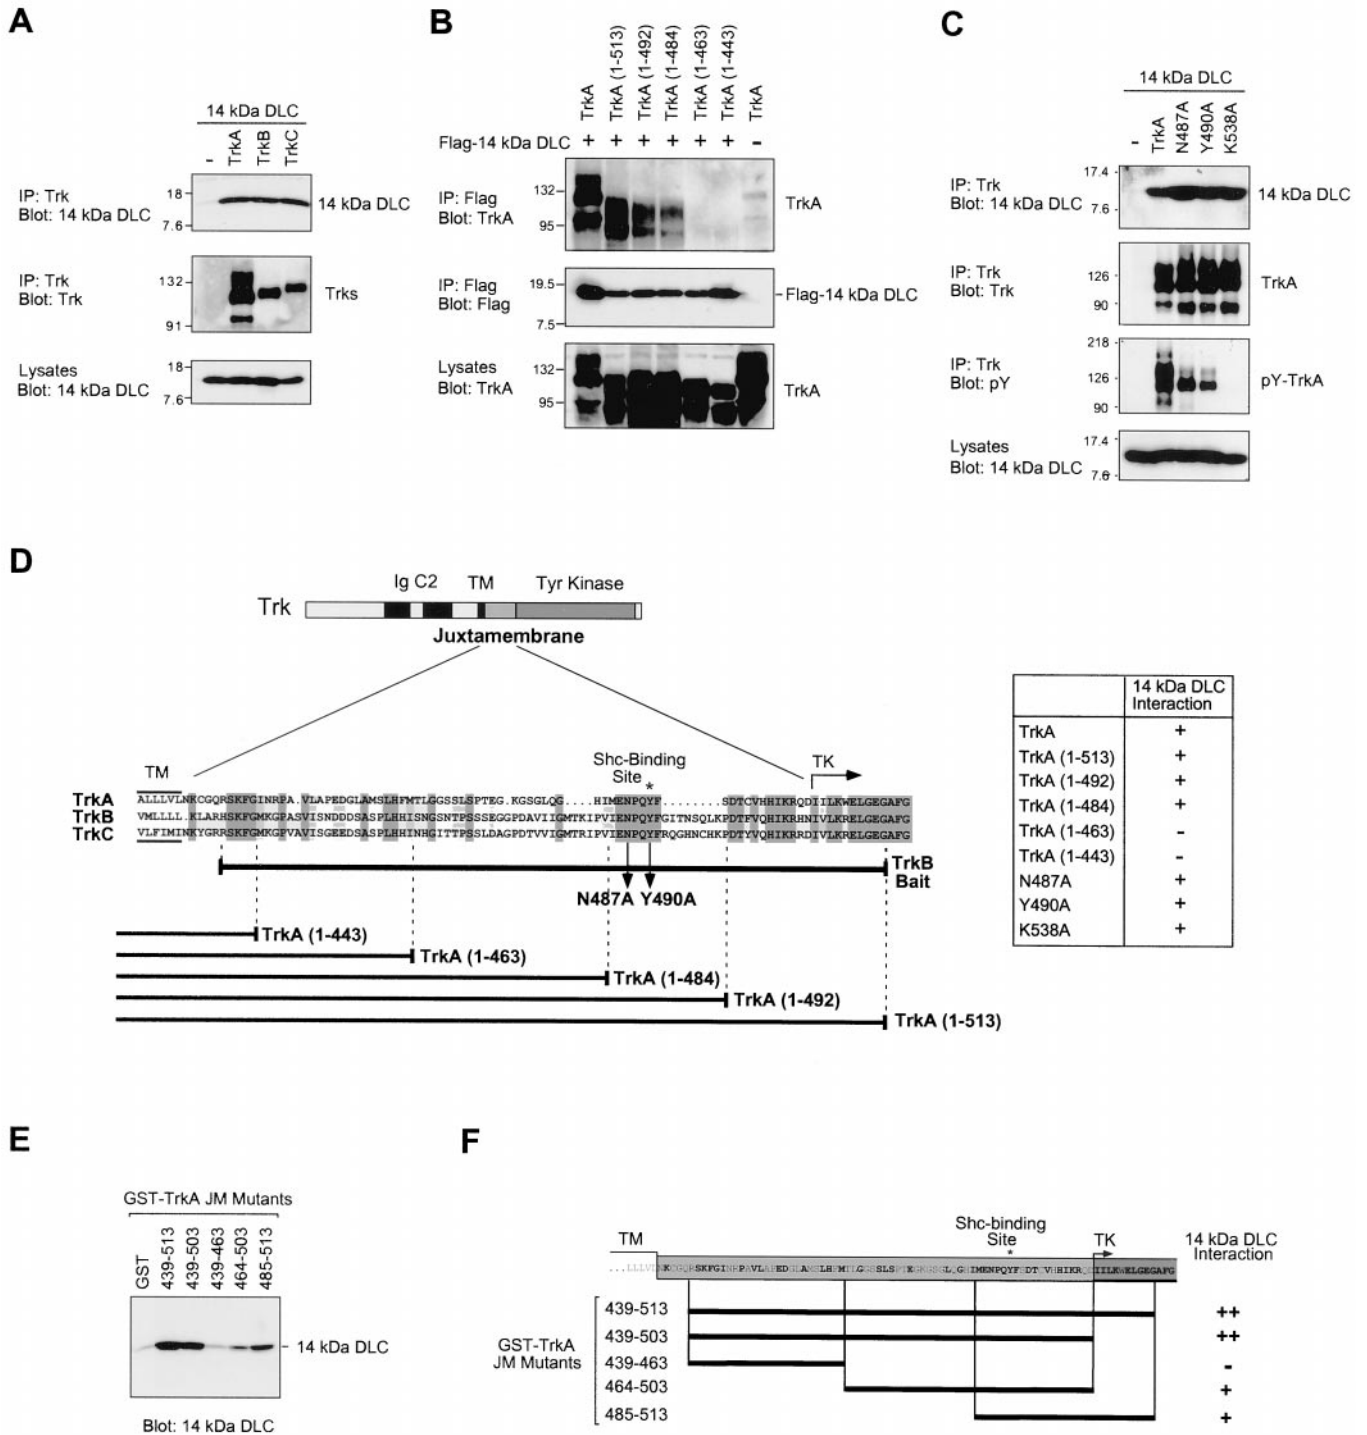 A
14 kDa DLC
- TrkA TrkB TrkC
IP: Trk
Blot: 14 kDa DLC
18
7.6
14 kDa DLC
IP: Trk
Blot: Trk
132
91
Trks
Lysates
Blot: 14 kDa DLC
18
7.6
B
TrkA TrkA (1-513) TrkA (1-492) TrkA (1-484) TrkA (1-463) TrkA (1-443) TrkA
Flag-14 kDa DLC + + + + + + -
IP: Flag
Blot: TrkA
132
95
TrkA
IP: Flag
Blot: Flag
19.5
7.5
Flag-14 kDa DLC
Lysates
Blot: TrkA
132
95
TrkA
C
14 kDa DLC
- TrkA N487A Y490A K538A
IP: Trk
Blot: 14 kDa DLC
17.4
7.6
14 kDa DLC
IP: Trk
Blot: Trk
126
90
TrkA
IP: Trk
Blot: pY
218
126
90
pY-TrkA
Lysates
Blot: 14 kDa DLC
17.4
7.6
D
Ig C2 TM Tyr Kinase
Trk
Juxtamembrane
TM
Shc-Binding
Site
*
TK
TrkA ALLLVLNKCGQRSKFGINRPA.VLAPEDGLAMSLHFMTLGGSSLSPTEG.KGSGLQG....HIMENPQYF........SDTCVHHIKRQDIILKWELGEGAFG
TrkB VMLLLL.KLARHSKFGMKGPASVISNDDDSASPLHHISNGSNTPSSSEGGPDAVIIGMTKIPVIENPQYFGITNSQLKPDTFVQHIKRHNIVLKRELGEGAFG
TrkC VLFIMINKYGRRSKFGMKGPVAVISGEEDSASPLHHINHGITTPSSLDAGPDTVVIGMTRIPVIENPQYFRQGHNCHKPDTYVQHIKRRDIVLKRELGEGAFG
TrkB
Bait
N487A Y490A
TrkA (1-443)
TrkA (1-463)
TrkA (1-484)
TrkA (1-492)
TrkA (1-513)
14 kDa DLC
Interaction
TrkA +
TrkA (1-513) +
TrkA (1-492) +
TrkA (1-484) +
TrkA (1-463) -
TrkA (1-443) -
N487A +
Y490A +
K538A +
E
GST-TrkA JM Mutants
GST 439-513 439-503 439-463 464-503 485-513
14 kDa DLC
Blot: 14 kDa DLC
F
Shc-binding
Site
*
TM
TK
14 kDa DLC
Interaction
GST-TrkA
JM Mutants
439-513 ++
439-503 ++
439-463 -
464-503 +
485-513 +